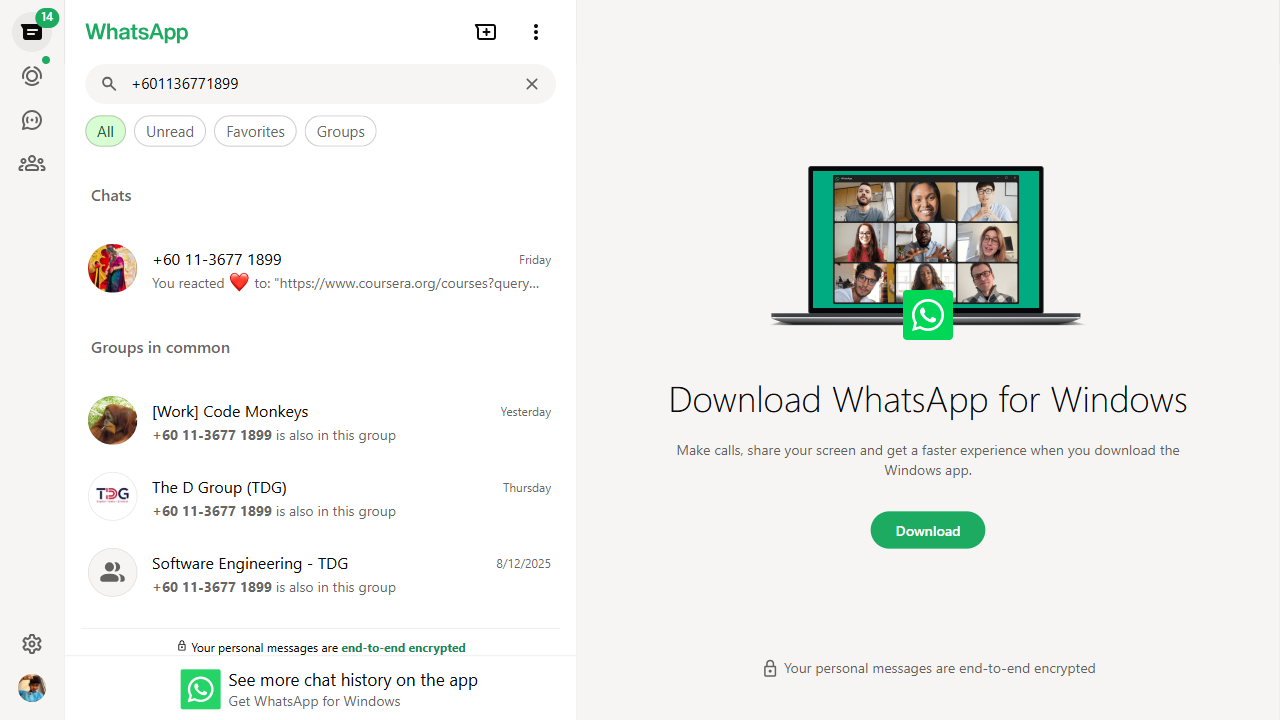 14
WhatsApp
+601136771899
All
Unread
Favorites
Groups
Chats
+60 11-3677 1899
Friday
You reacted ❤️ to: "https://www.coursera.org/courses?query...
Groups in common
[Work] Code Monkeys
Yesterday
+60 11-3677 1899 is also in this group
TDG
The D Group (TDG)
Thursday
+60 11-3677 1899 is also in this group
Software Engineering - TDG
8/12/2025
+60 11-3677 1899 is also in this group
Your personal messages are end-to-end encrypted
See more chat history on the app
Get WhatsApp for Windows
Download WhatsApp for Windows
Make calls, share your screen and get a faster experience when you download the
Windows app.
Download
Your personal messages are end-to-end encrypted